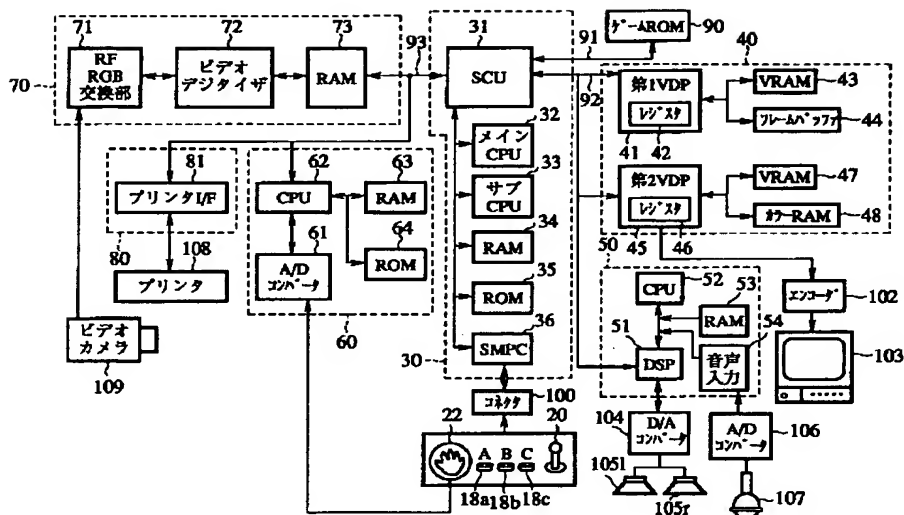 71
RF
RGB
交換部
72
ビデオ
デジタイザ
73
RAM
70
93
31
SCU
91
92
ゲームROM
90
40
第1VDP
レジスタ
41
42
VRAM
43
フレームバッファ
44
第2VDP
レジスタ
45
46
VRAM
47
カラーRAM
48
32
メイン
CPU
33
サブ
CPU
34
RAM
35
ROM
36
SMPC
30
81
プリンタI/F
80
108
プリンタ
ビデオ
カメラ
109
62
CPU
63
RAM
64
ROM
61
A/D
コンバータ
60
50
CPU
52
53
RAM
51
DSP
54
音声
入力
エンコーダ
102
103
コネクタ
100
22
A B C
18a 18b 18c
20
104
D/A
コンバータ
105l
105r
A/D
コンバータ
106
107